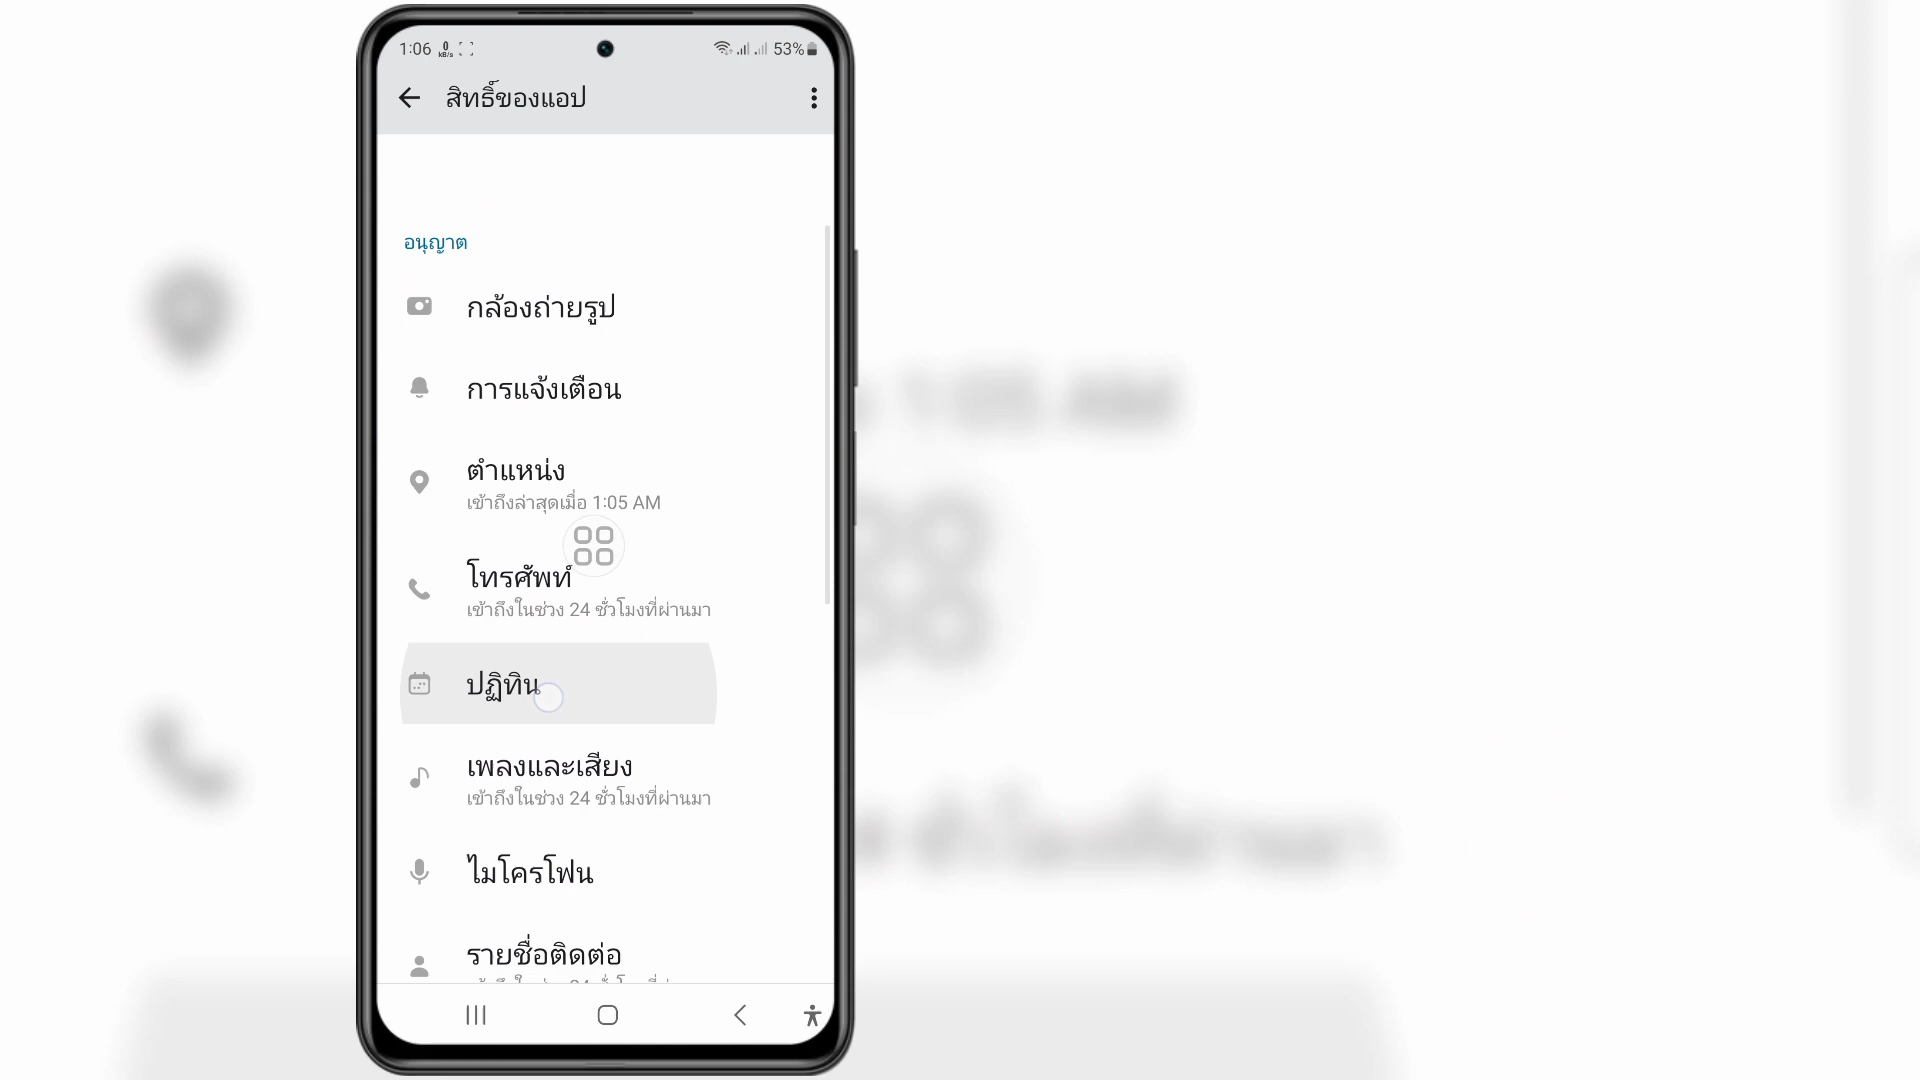 1:06 0 kB/s 53%
สิทธิ์ของแอป
อนุญาต
กล้องถ่ายรูป
การแจ้งเตือน
ตำแหน่ง
เข้าถึงล่าสุดเมื่อ 1:05 AM
โทรศัพท์
เข้าถึงในช่วง 24 ชั่วโมงที่ผ่านมา
ปฏิทิน
เพลงและเสียง
เข้าถึงในช่วง 24 ชั่วโมงที่ผ่านมา
ไมโครโฟน
รายชื่อติดต่อ
1:05 AM